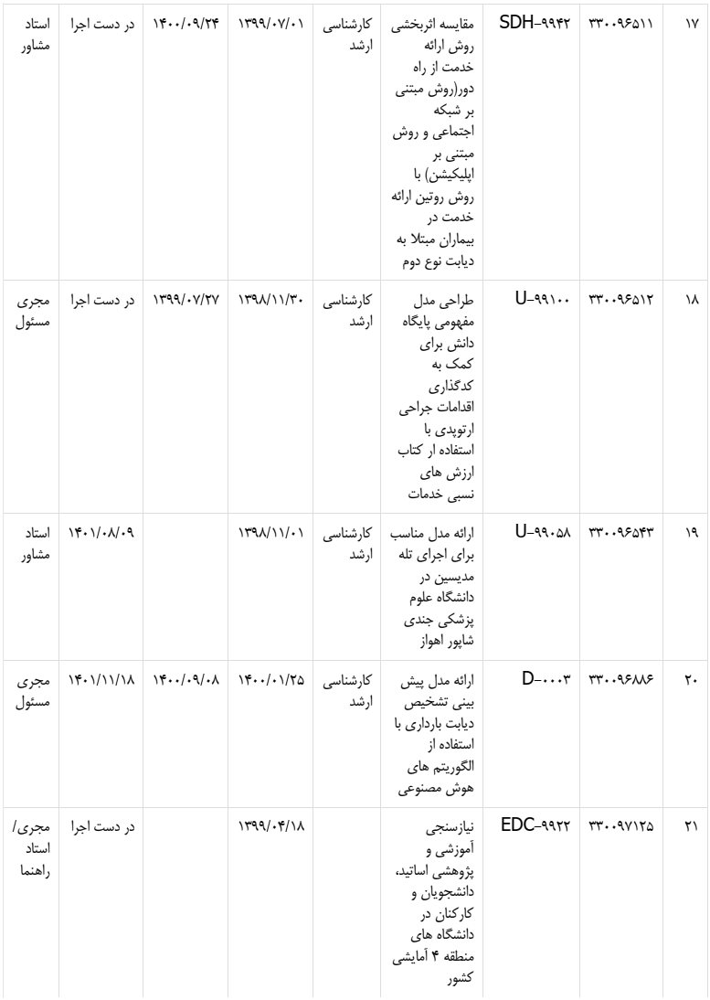 ۱۷ ۳۳۰۰۹۶۵۱۱ SDH-۹۹۴۲ مقایسه اثربخشی کارشناسی ۱۳۹۹/۰۷/۰۱ ۱۴۰۰/۰۹/۲۴ در دست اجرا استاد
روش ارائه ارشد مشاور
خدمت از راه
دور(روش مبتنی
بر شبکه
اجتماعی و روش
مبتنی بر
اپلیکیشن) با
روش روتین ارائه
خدمت در
بیماران مبتلا به
دیابت نوع دوم
۱۸ ۳۳۰۰۹۶۵۱۲ U-۹۹۱۰۰ طراحی مدل کارشناسی ۱۳۹۸/۱۱/۳۰ ۱۳۹۹/۰۷/۲۷ در دست اجرا مجری
مفهومی پایگاه ارشد مسئول
دانش برای
کمک به
کدگذاری
اقدامات جراحی
ارتوپدی با
استفاده ار کتاب
ارزش های
نسبی خدمات
۱۹ ۳۳۰۰۹۶۵۴۳ U-۹۹۰۵۸ ارائه مدل مناسب کارشناسی ۱۳۹۸/۱۱/۰۱ ۱۴۰۱/۰۸/۰۹ استاد
برای اجرای تله ارشد مشاور
مدیسین در
دانشگاه علوم
پزشکی جندی
شاپور اهواز
۲۰ ۳۳۰۰۹۶۸۸۶ D-۰۰۰۳ ارائه مدل پیش کارشناسی ۱۴۰۰/۰۱/۲۵ ۱۴۰۰/۰۹/۰۸ ۱۴۰۱/۱۱/۱۸ مجری
بینی تشخیص ارشد مسئول
دیابت بارداری با
استفاده از
الگوریتم های
هوش مصنوعی
۲۱ ۳۳۰۰۹۷۱۲۵ EDC-۹۹۲۲ نیازسنجی ۱۳۹۹/۰۴/۱۸ در دست اجرا مجری/
آموزشی و استاد
پژوهشی اساتید، راهنما
دانشجویان و
کارکنان در
دانشگاه های
منطقه ۴ آمایشی
کشور